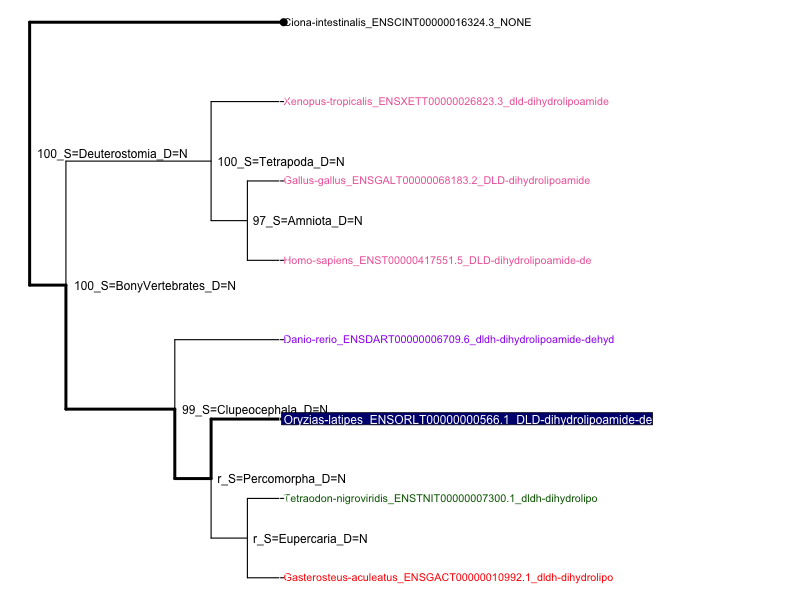 Ciona-intestinalis_ENSCINT00000016324.3_NONE
Xenopus-tropicalis_ENSXETT00000026823.3_dld-dihydrolipoamide
100_S=Deuterostomia_D=N
100_S=Tetrapoda_D=N
Gallus-gallus_ENSGALT00000068183.2_DLD-dihydrolipoamide
97_S=Amniota_D=N
Homo-sapiens_ENST00000417551.5_DLD-dihydrolipoamide-de
100_S=BonyVertebrates_D=N
Danio-rerio_ENSDART00000006709.6_dldh-dihydrolipoamide-dehyd
99_S=Clupeocephala_D=N
Oryzias-latipes_ENSORLT00000000566.1_DLD-dihydrolipoamide-de
r_S=Percomorpha_D=N
Tetraodon-nigroviridis_ENSTNIT00000007300.1_dldh-dihydrolipo
r_S=Eupercaria_D=N
Gasterosteus-aculeatus_ENSGACT00000010992.1_dldh-dihydrolipo